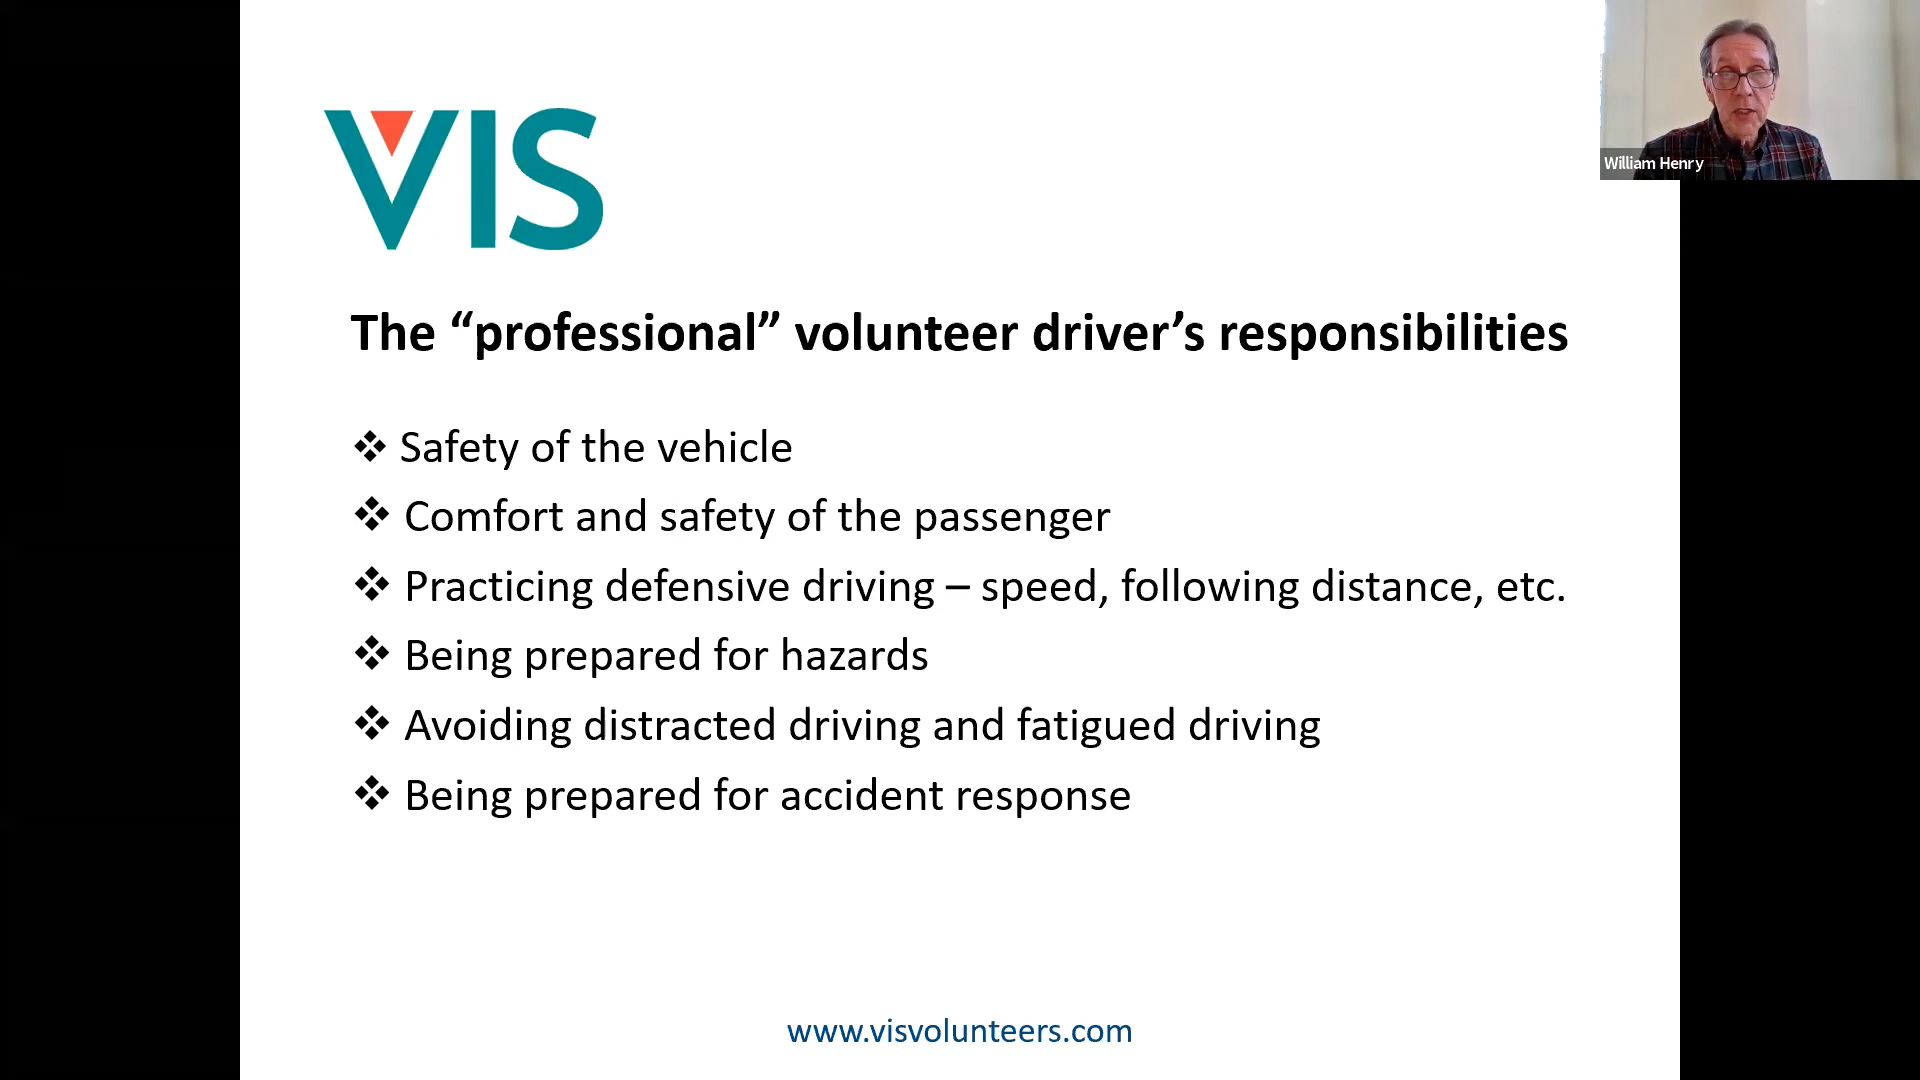 VIS
William Henry
The “professional” volunteer driver’s responsibilities
❖ Safety of the vehicle
❖ Comfort and safety of the passenger
❖ Practicing defensive driving – speed, following distance, etc.
❖ Being prepared for hazards
❖ Avoiding distracted driving and fatigued driving
❖ Being prepared for accident response
www.visvolunteers.com